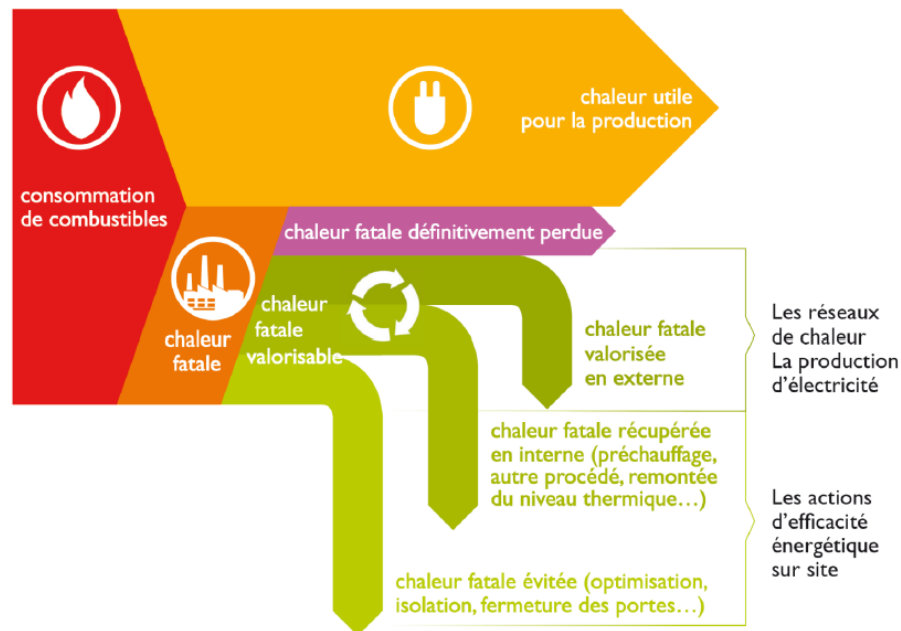 chaleur utile
pour la production
consommation
de combustibles
chaleur fatale définitivement perdue
chaleur
fatale
chaleur
fatale
valorisable
chaleur fatale
valorisée
en externe
Les réseaux
de chaleur
La production
d'électricité
chaleur fatale récupérée
en interne (préchauffage,
autre procédé, remontée
du niveau thermique…)
Les actions
d'efficacité
énergétique
sur site
chaleur fatale évitée (optimisation,
isolation, fermeture des portes…)